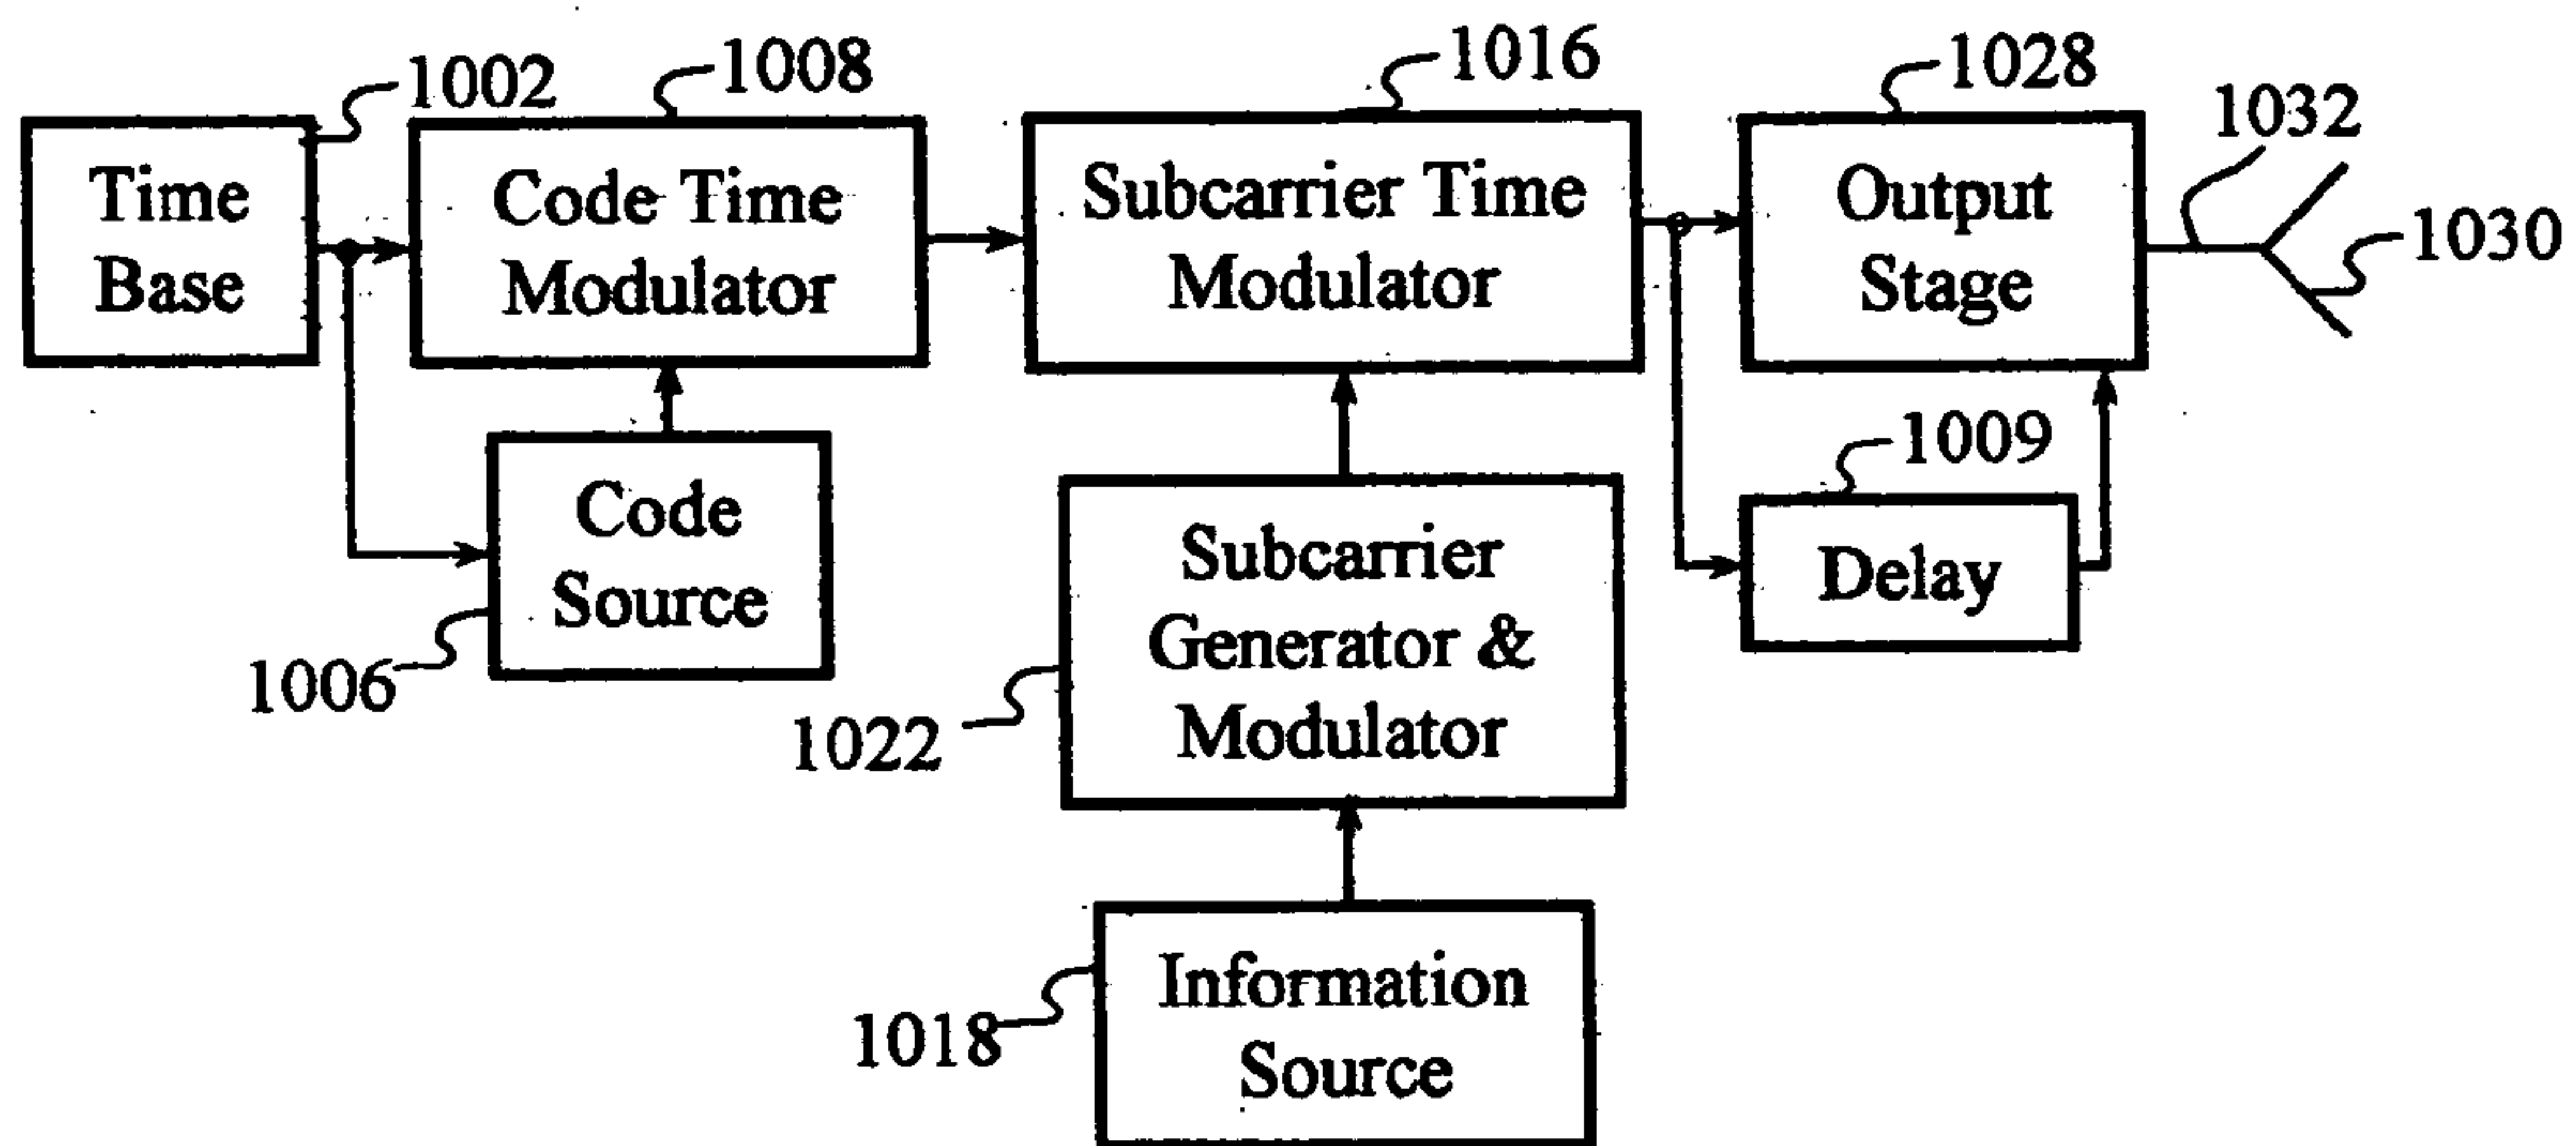 1002
1008
1016
1028
1032
1030
Time
Base
Code Time
Modulator
Subcarrier Time
Modulator
Output
Stage
1006
Code
Source
1009
Delay
1022
Subcarrier
Generator &
Modulator
1018
Information
Source